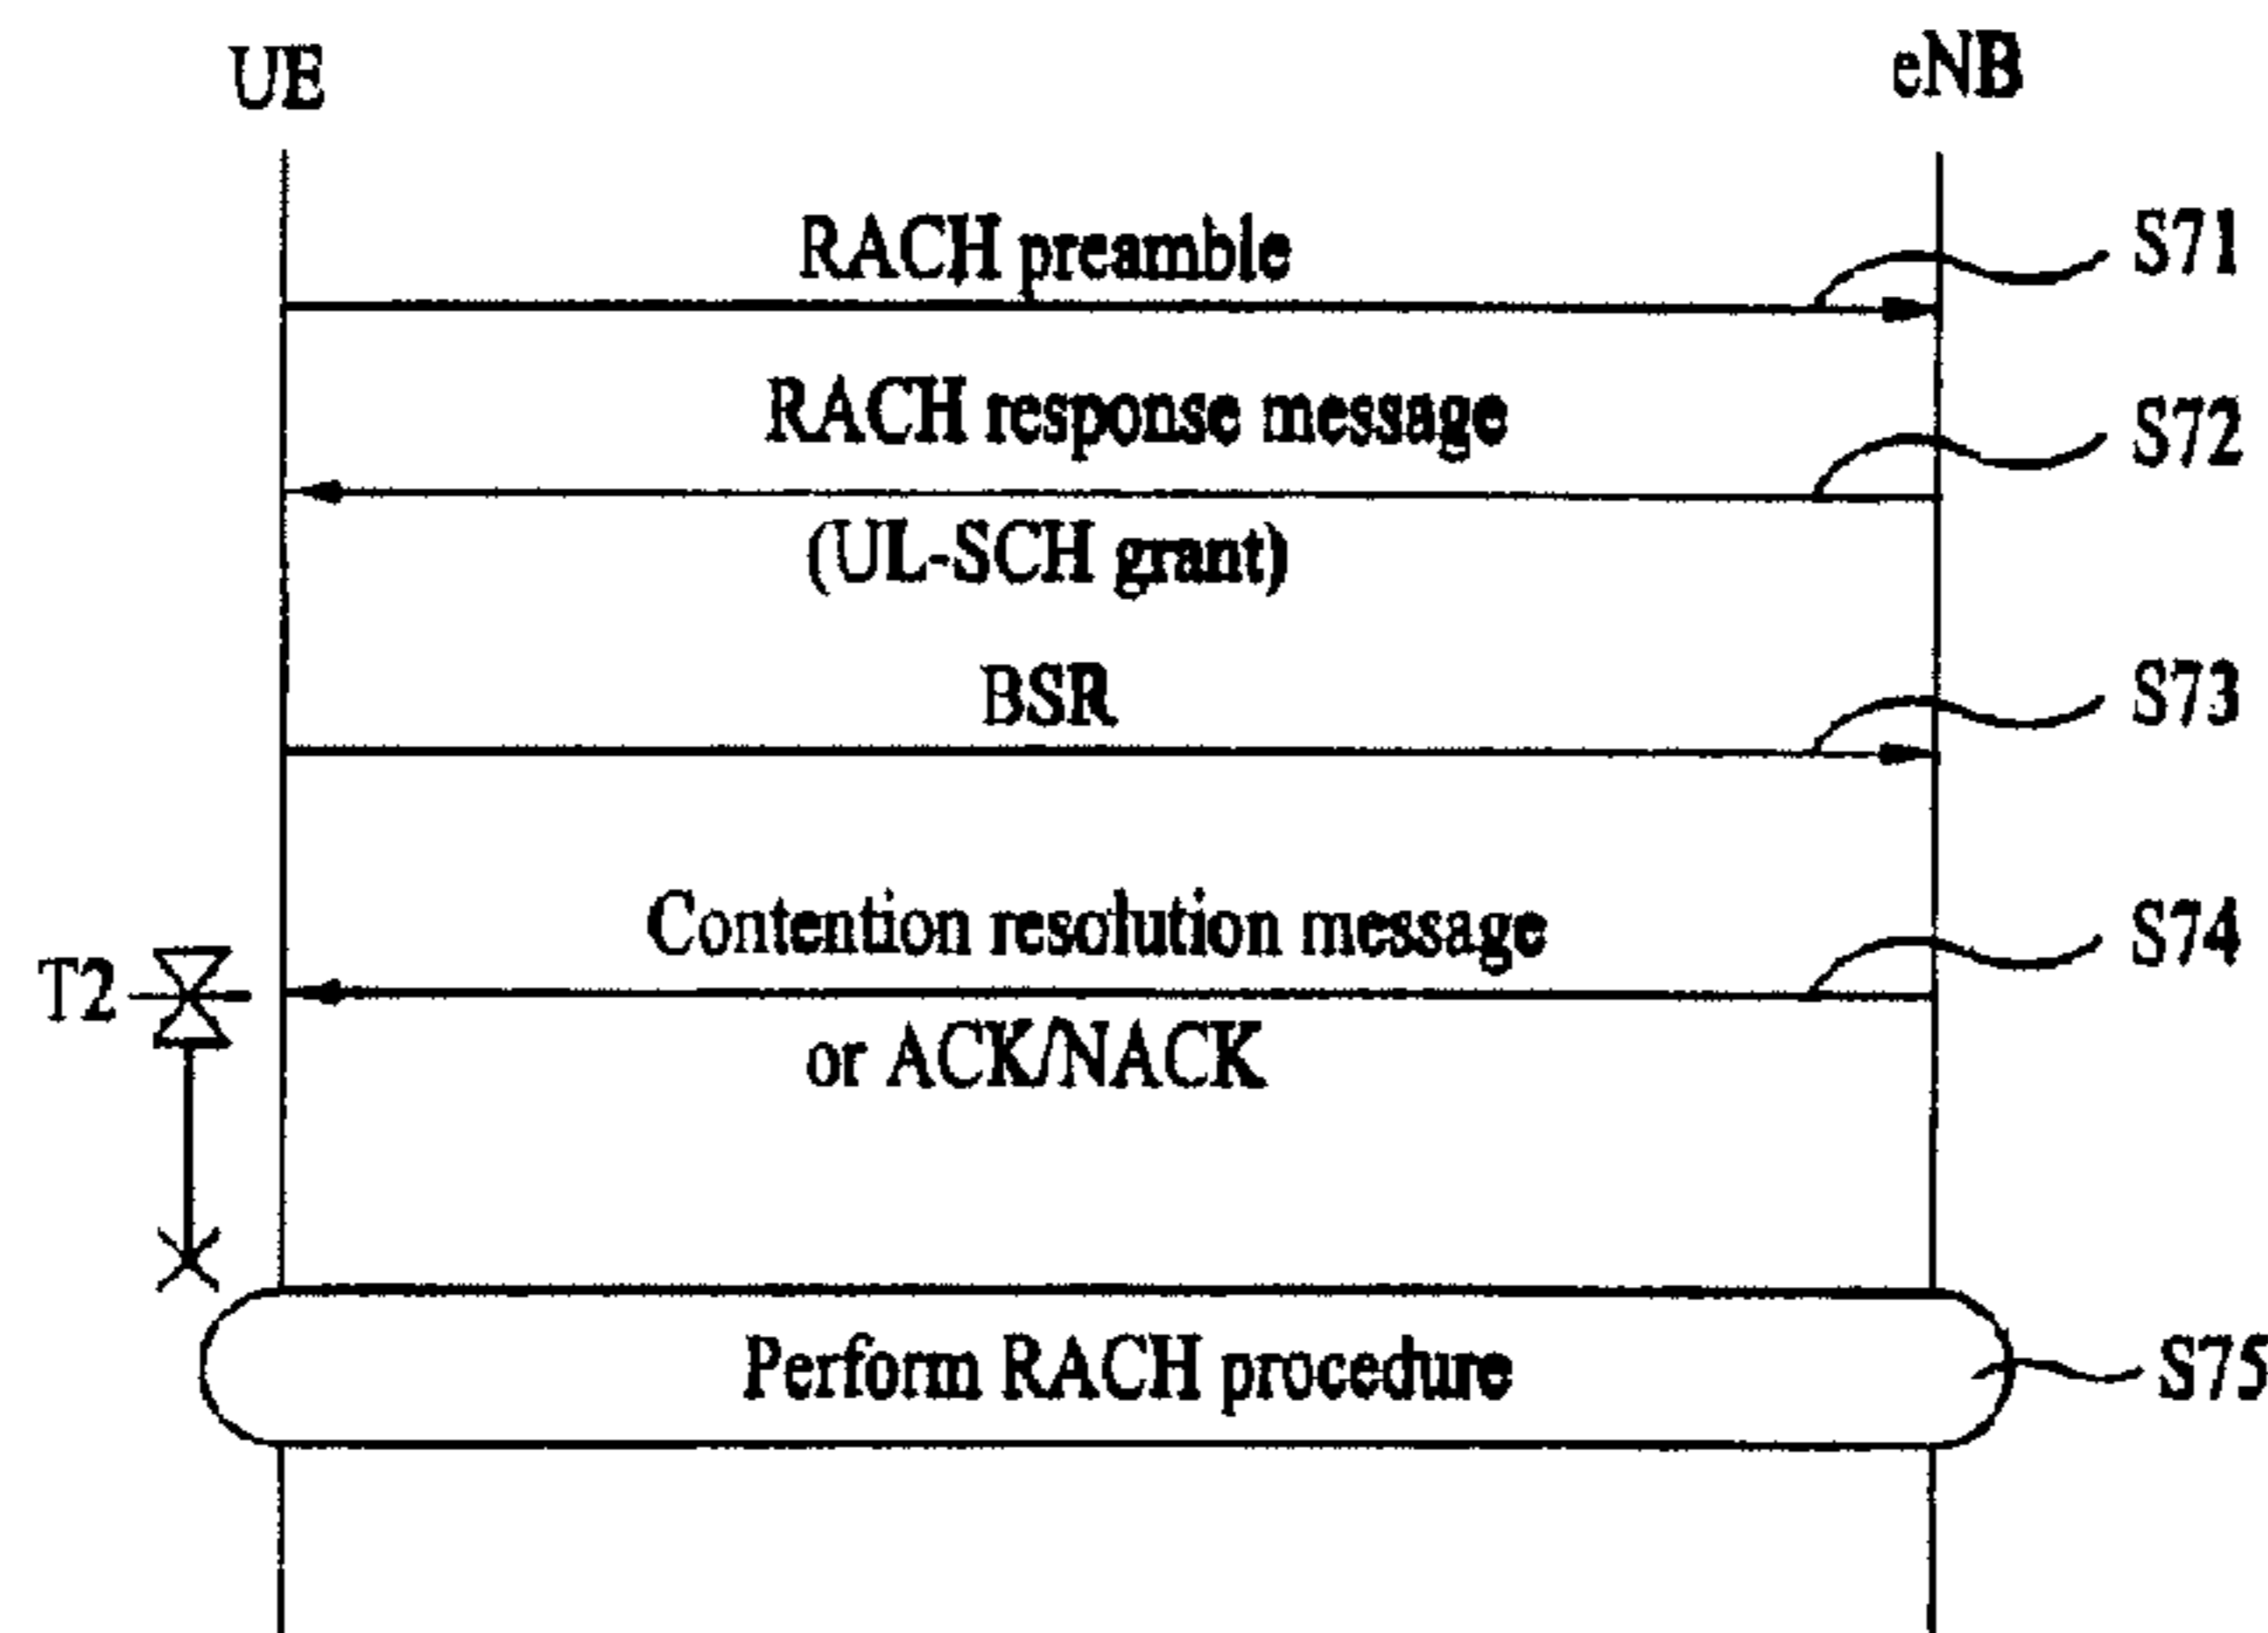 UE
eNB
RACH preamble
S71
RACH response message
S72
(UL-SCH grant)
BSR
S73
Contention resolution message
S74
T2
or ACK/NACK
Perform RACH procedure
S75